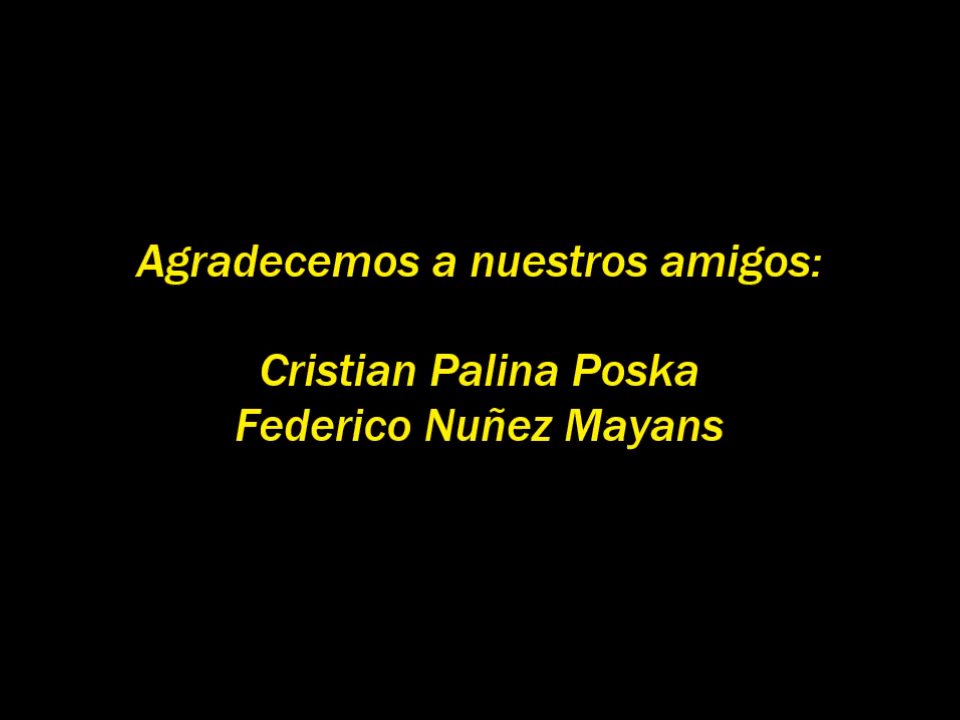 Agradecemos a nuestros amigos:
Cristian Palina Poska
Federico Nuñez Mayans